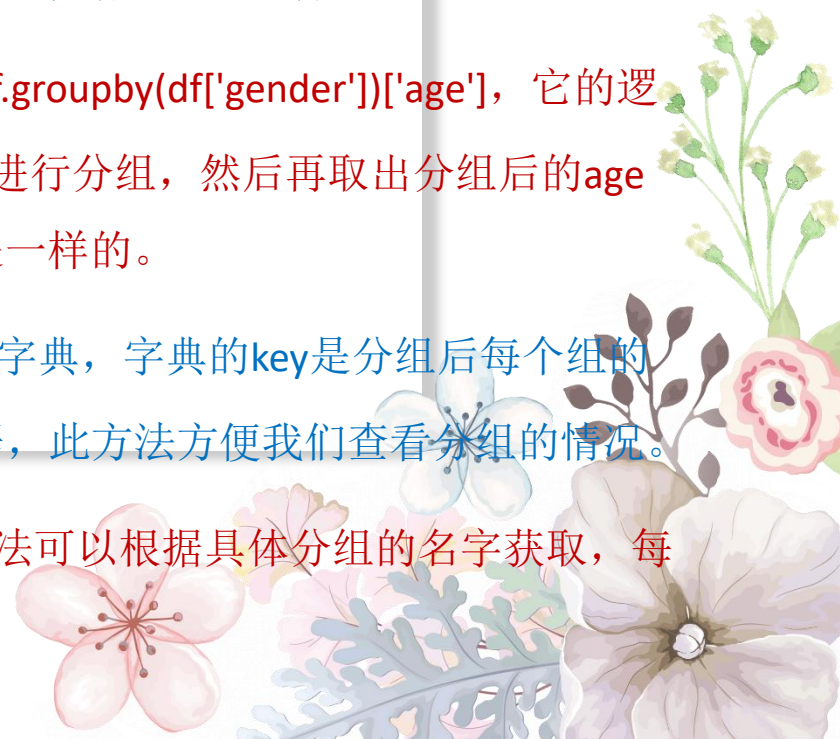 f.groupby(df['gender'])['age']，它的逻
进行分组，然后再取出分组后的age
一样的。
字典，字典的key是分组后每个组的
，此方法方便我们查看分组的情况。
法可以根据具体分组的名字获取，每